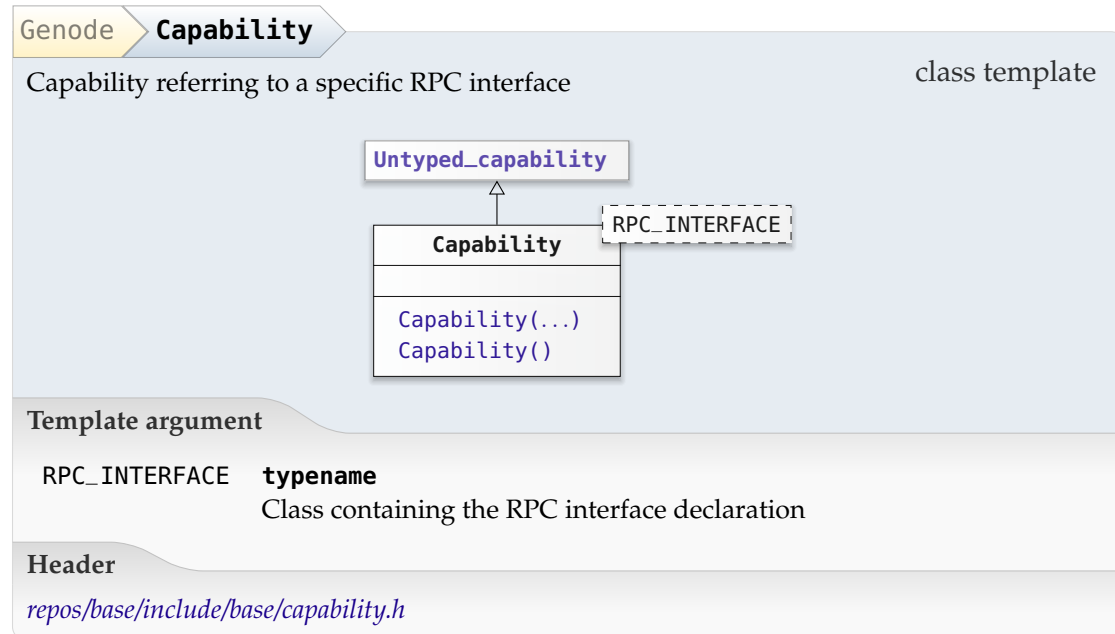 Genode Capability
Capability referring to a specific RPC interface
class template
Untyped_capability
RPC_INTERFACE
Capability
Capability(...)
Capability()
Template argument
RPC_INTERFACE typename
Class containing the RPC interface declaration
Header
repos/base/include/base/capability.h